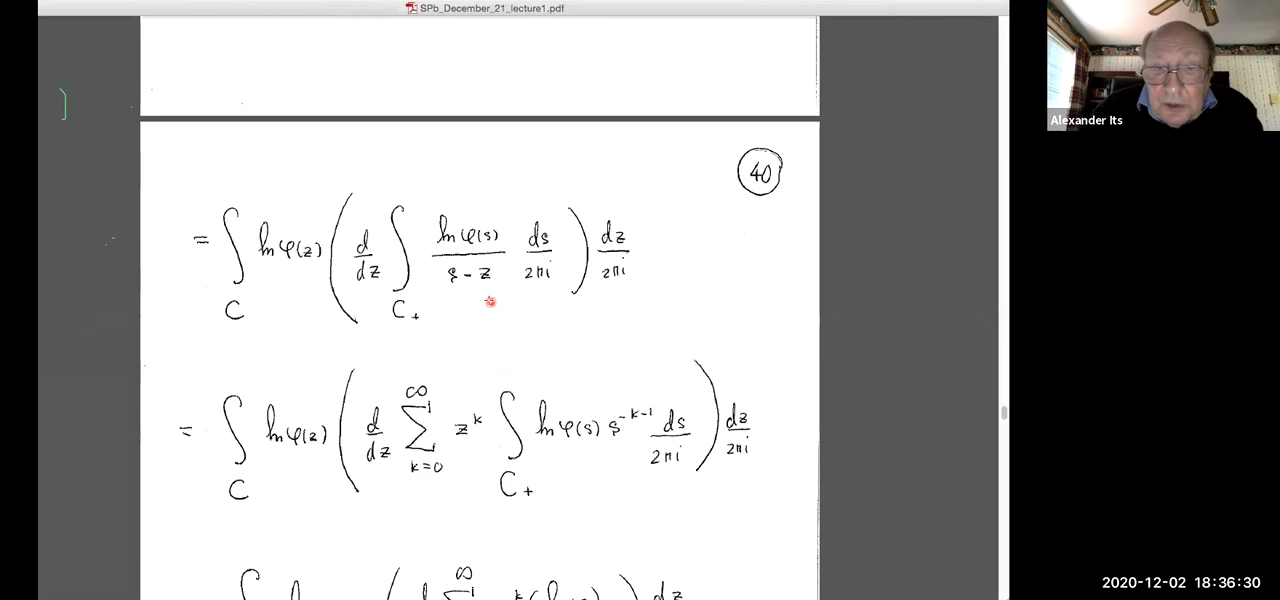 SPb_December_21_lecture1.pdf
Alexander Its
40
= ∫_C ln φ(z) ( d/dz ∫_{C₊} ln φ(s) / (s - z) ds/2πi ) dz/2πi
= ∫_C ln φ(z) ( d/dz ∑_{k=0}^{∞} z^k ∫_{C₊} ln φ(s) s^{-k-1} ds/2πi ) dz/2πi
2020-12-02 18:36:30